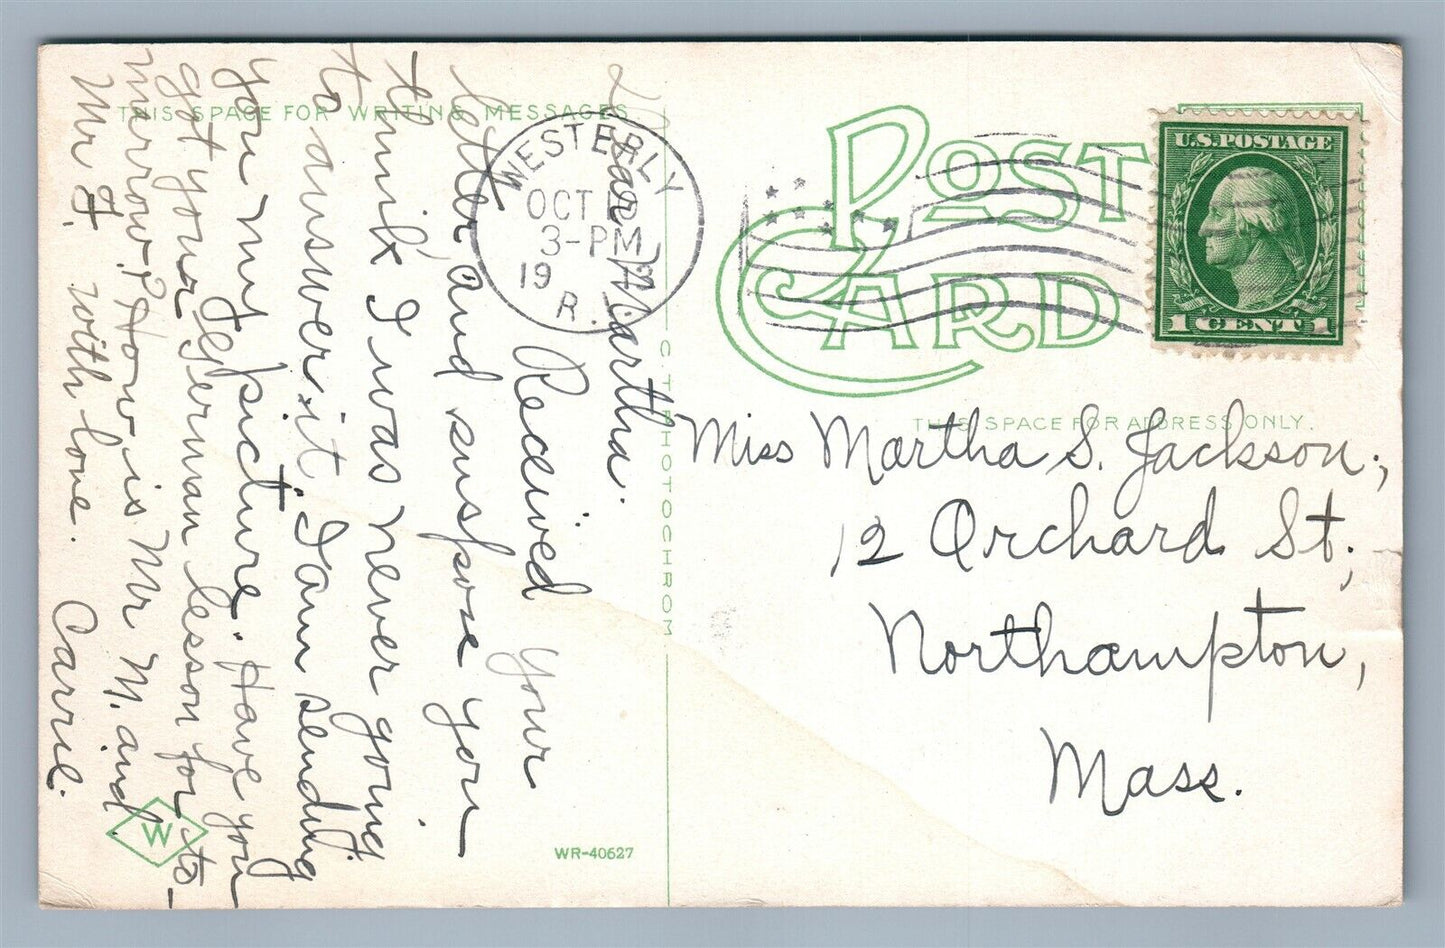 THIS SPACE FOR WRITING MESSAGES
Dear Martha.
Received your
letter and suspose you
think I was never going
to answer it. I am sending
you my picture. Have you
got your German lesson for to-
morrow? How is Mr M. and
Mr F. With love.
Carrie.
WESTERLY
OCT
3-PM
19
R.I.
POST CARD
U.S. POSTAGE
1 CENT 1
THIS SPACE FOR ADDRESS ONLY.
Miss Martha S. Jackson,
12 Orchard St.,
Northampton,
Mass.
C. T. PHOTOCHROM
W
WR-40627